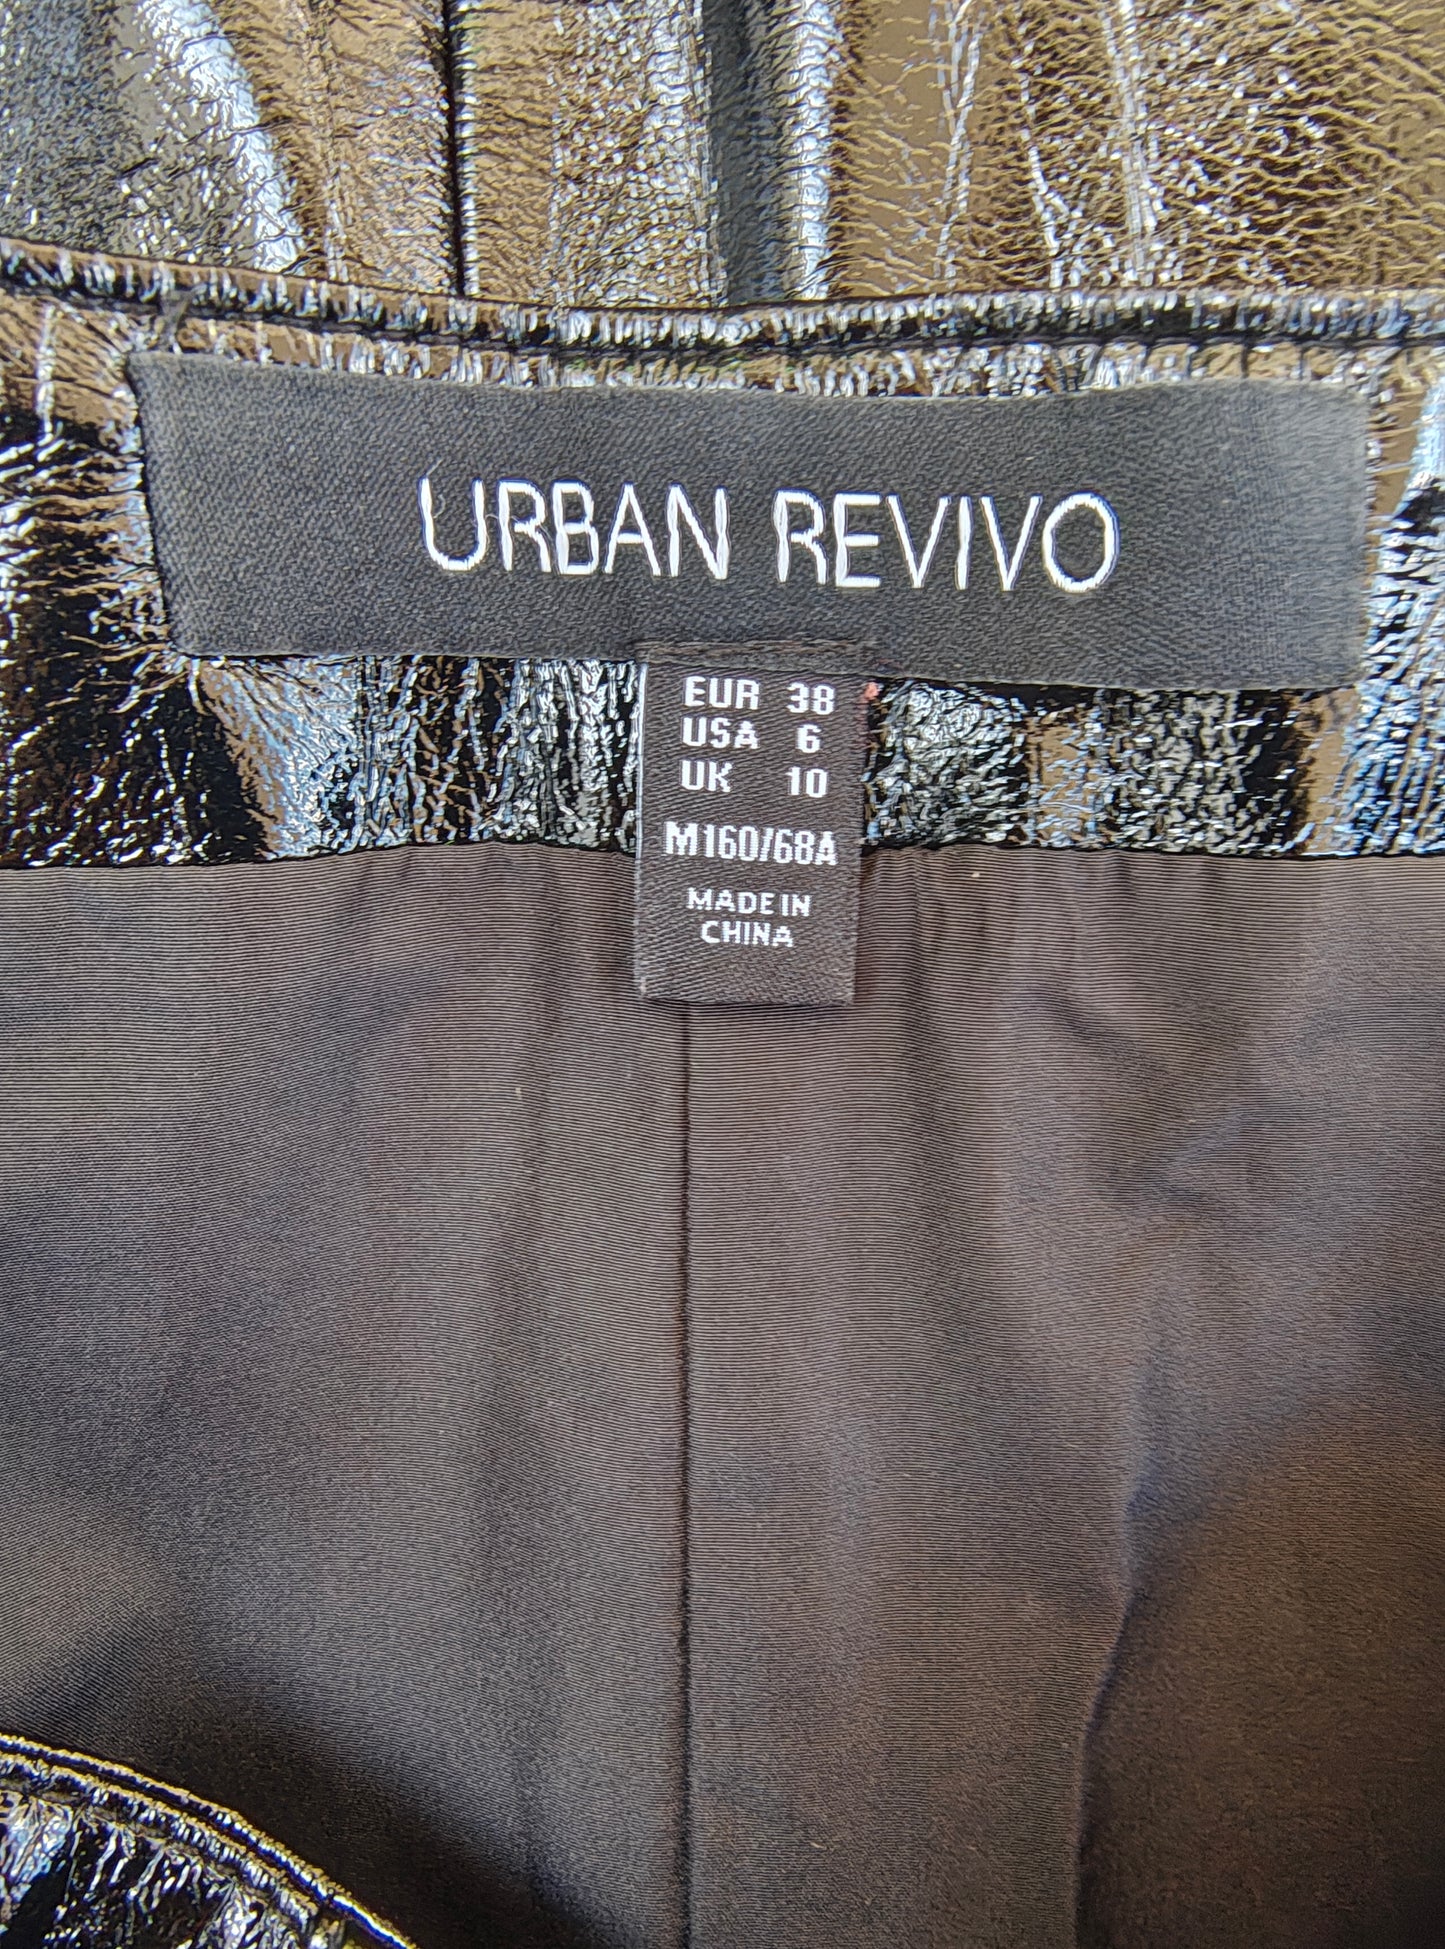 URBAN REVIVO
EUR 38
USA 6
UK 10
M160/68A
MADE IN
CHINA